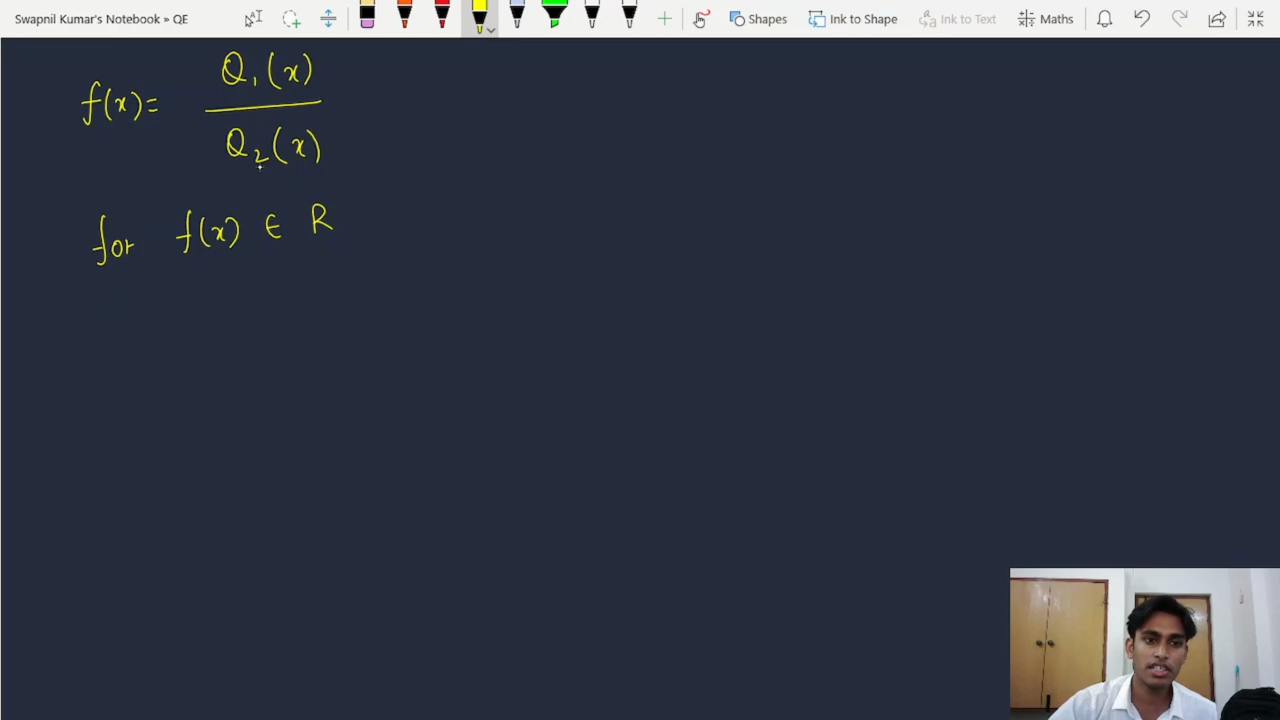 Swapnil Kumar's Notebook » QE
Shapes
Ink to Shape
Ink to Text
Maths
f(x) = Q₁(x) / Q₂(x)
for f(x) ∈ R